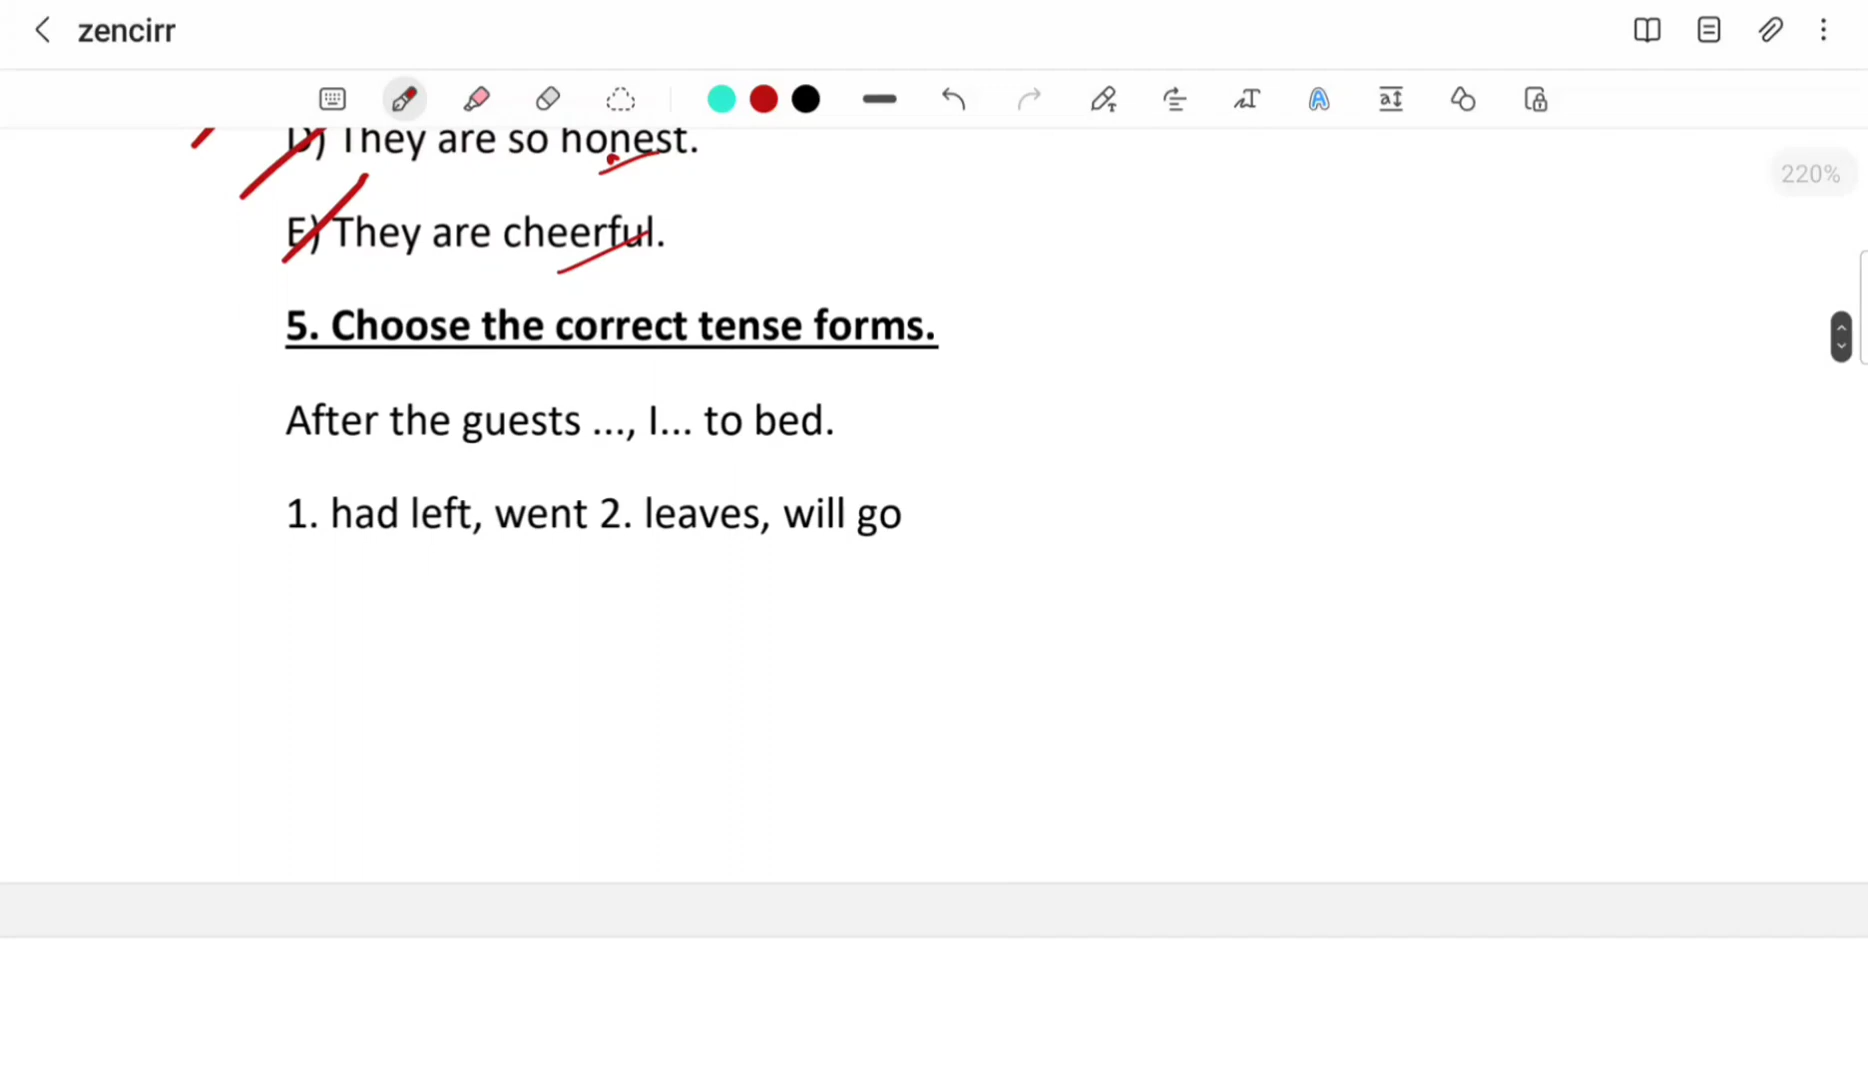 zencirr
D) They are so honest.
220%
E) They are cheerful.
5. Choose the correct tense forms.
After the guests ..., I... to bed.
1. had left, went 2. leaves, will go